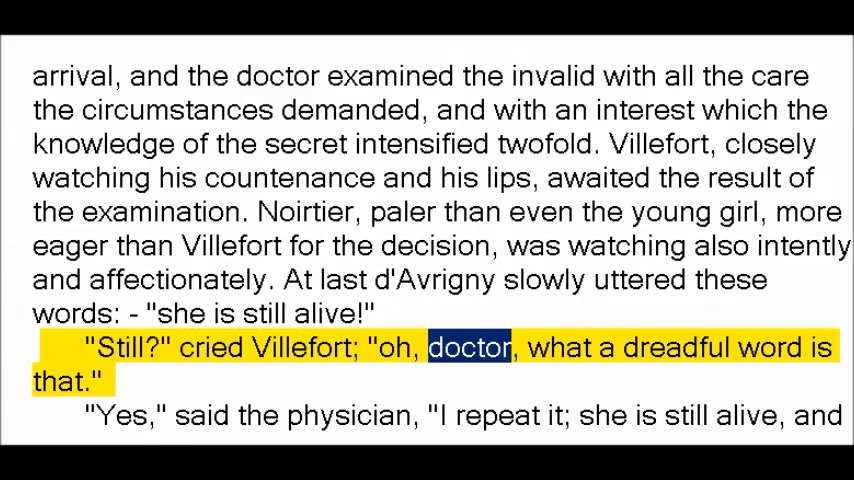 arrival, and the doctor examined the invalid with all the care
the circumstances demanded, and with an interest which the
knowledge of the secret intensified twofold. Villefort, closely
watching his countenance and his lips, awaited the result of
the examination. Noirtier, paler than even the young girl, more
eager than Villefort for the decision, was watching also intently
and affectionately. At last d'Avrigny slowly uttered these
words: - "she is still alive!"
"Still?" cried Villefort; "oh, doctor, what a dreadful word is
that."
"Yes," said the physician, "I repeat it; she is still alive, and